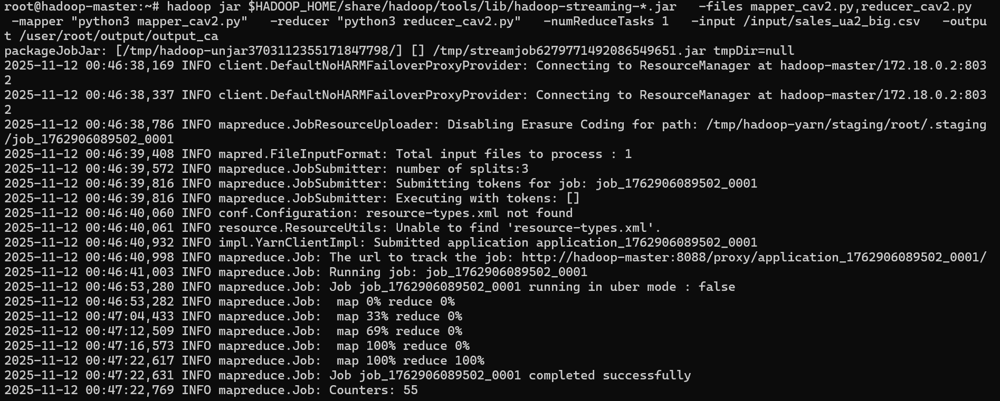 root@hadoop-master:~# hadoop jar $HADOOP_HOME/share/hadoop/tools/lib/hadoop-streaming-*.jar   -files mapper_cav2.py,reducer_cav2.py
 -mapper "python3 mapper_cav2.py"   -reducer "python3 reducer_cav2.py"   -numReduceTasks 1   -input /input/sales_ua2_big.csv   -outpu
t /user/root/output/output_ca
packageJobJar: [/tmp/hadoop-unjar3703112355171847798/] [] /tmp/streamjob6279771492086549651.jar tmpDir=null
2025-11-12 00:46:38,169 INFO client.DefaultNoHARMFailoverProxyProvider: Connecting to ResourceManager at hadoop-master/172.18.0.2:803
2
2025-11-12 00:46:38,337 INFO client.DefaultNoHARMFailoverProxyProvider: Connecting to ResourceManager at hadoop-master/172.18.0.2:803
2
2025-11-12 00:46:38,786 INFO mapreduce.JobResourceUploader: Disabling Erasure Coding for path: /tmp/hadoop-yarn/staging/root/.staging
/job_1762906089502_0001
2025-11-12 00:46:39,408 INFO mapred.FileInputFormat: Total input files to process : 1
2025-11-12 00:46:39,572 INFO mapreduce.JobSubmitter: number of splits:3
2025-11-12 00:46:39,816 INFO mapreduce.JobSubmitter: Submitting tokens for job: job_1762906089502_0001
2025-11-12 00:46:39,816 INFO mapreduce.JobSubmitter: Executing with tokens: []
2025-11-12 00:46:40,060 INFO conf.Configuration: resource-types.xml not found
2025-11-12 00:46:40,061 INFO resource.ResourceUtils: Unable to find 'resource-types.xml'.
2025-11-12 00:46:40,932 INFO impl.YarnClientImpl: Submitted application application_1762906089502_0001
2025-11-12 00:46:40,998 INFO mapreduce.Job: The url to track the job: http://hadoop-master:8088/proxy/application_1762906089502_0001/
2025-11-12 00:46:41,003 INFO mapreduce.Job: Running job: job_1762906089502_0001
2025-11-12 00:46:53,280 INFO mapreduce.Job: Job job_1762906089502_0001 running in uber mode : false
2025-11-12 00:46:53,282 INFO mapreduce.Job:  map 0% reduce 0%
2025-11-12 00:47:04,433 INFO mapreduce.Job:  map 33% reduce 0%
2025-11-12 00:47:12,509 INFO mapreduce.Job:  map 69% reduce 0%
2025-11-12 00:47:16,573 INFO mapreduce.Job:  map 100% reduce 0%
2025-11-12 00:47:22,617 INFO mapreduce.Job:  map 100% reduce 100%
2025-11-12 00:47:22,631 INFO mapreduce.Job: Job job_1762906089502_0001 completed successfully
2025-11-12 00:47:22,769 INFO mapreduce.Job: Counters: 55